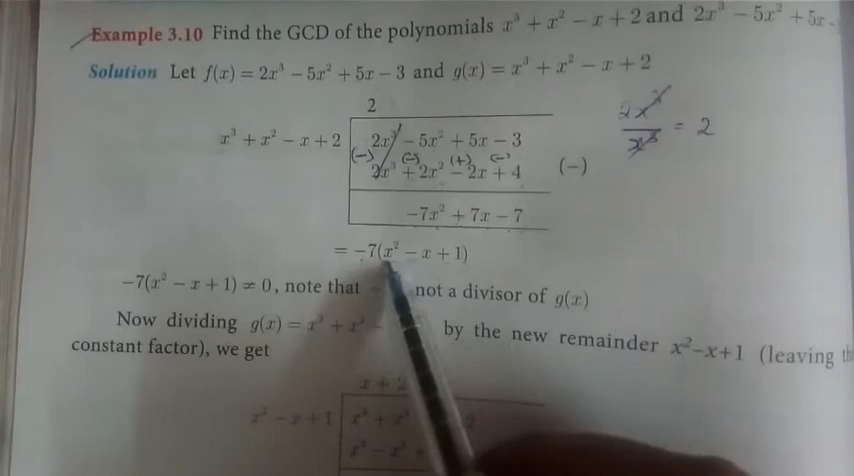 Example 3.10 Find the GCD of the polynomials x³ + x² − x + 2 and 2x³ − 5x² + 5x −
Solution Let f(x) = 2x³ − 5x² + 5x − 3 and g(x) = x³ + x² − x + 2
2
x³ + x² − x + 2 2x³ − 5x² + 5x − 3
2x³/x³ = 2
(−) (−) (+) (−)
2x³ + 2x² − 2x + 4 (−)
−7x² + 7x − 7
= −7(x² − x + 1)
−7(x² − x + 1) ≠ 0, note that − not a divisor of g(x)
Now dividing g(x) = x³ + x² − by the new remainder x²−x+1 (leaving th
constant factor), we get
x + 2
x² − x + 1 x³ + x² 2
x³ − x² +